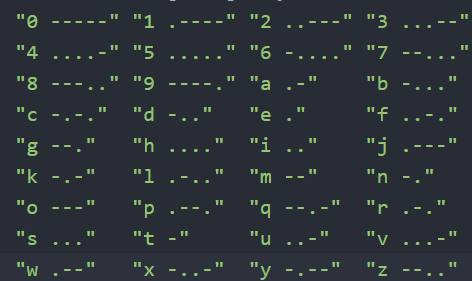 "0 -----" "1 .----" "2 ..---" "3 ...--"
"4 ....-" "5 ....." "6 -...." "7 --..."
"8 ---.." "9 ----." "a .-" "b -..."
"c -.-." "d -.." "e ." "f ..-."
"g --." "h ...." "i .." "j .---"
"k -.-" "l .-.." "m --" "n -."
"o ---" "p .--." "q --.-" "r .-."
"s ..." "t -" "u ..-" "v ...-"
"w .--" "x -..-" "y -.--" "z --.."